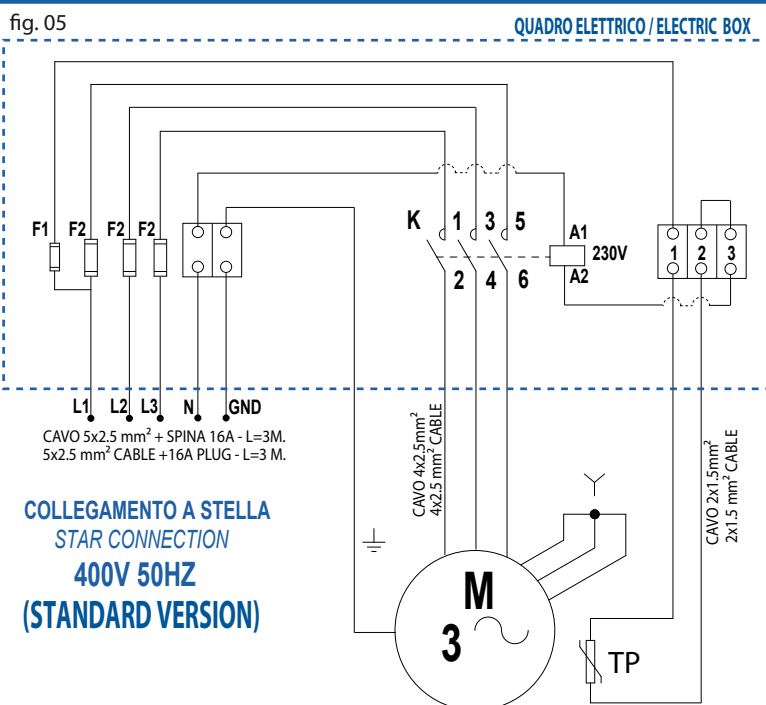 fig. 05
QUADRO ELETTRICO / ELECTRIC BOX
F1 F2 F2 F2
K 1 3 5
2 4 6
A1
230V
A2
1 2 3
L1 L2 L3 N GND
CAVO 5x2.5 mm² + SPINA 16A - L=3M.
5x2.5 mm² CABLE +16A PLUG - L=3 M.
CAVO 4x2.5mm²
4x2.5 mm² CABLE
CAVO 2x1.5mm²
2x1.5 mm² CABLE
COLLEGAMENTO A STELLA
STAR CONNECTION
400V 50HZ
(STANDARD VERSION)
M
3
TP